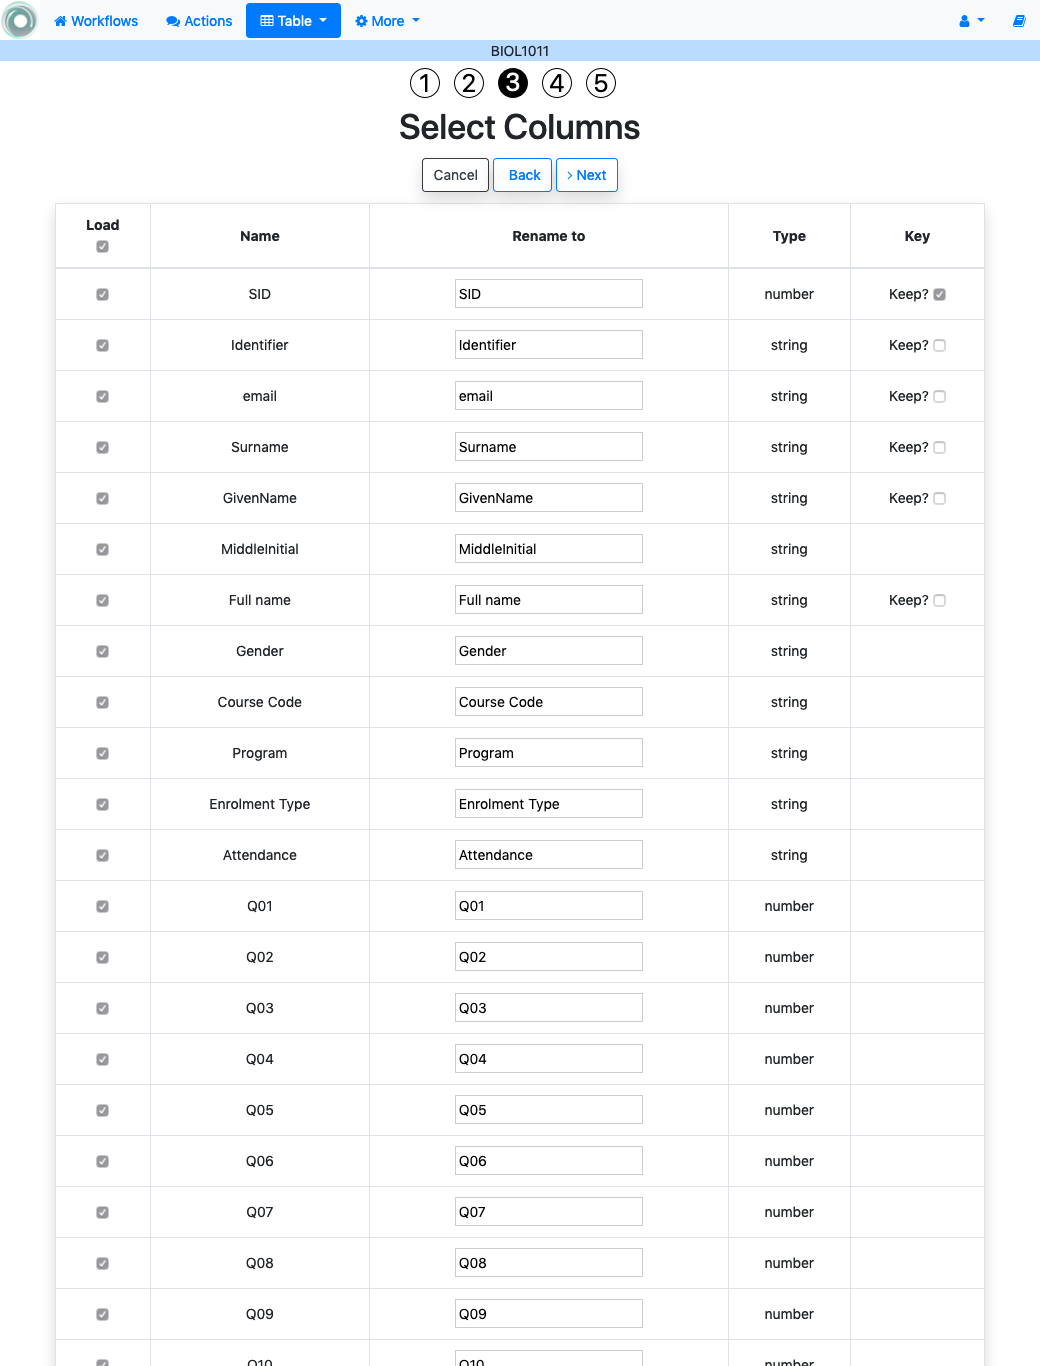 Workflows Actions Table More
BIOL1011
1 2 3 4 5
Select Columns
Cancel Back Next
Load Name Rename to Type Key
SID SID number Keep?
Identifier Identifier string Keep?
email email string Keep?
Surname Surname string Keep?
GivenName GivenName string Keep?
MiddleInitial MiddleInitial string
Full name Full name string Keep?
Gender Gender string
Course Code Course Code string
Program Program string
Enrolment Type Enrolment Type string
Attendance Attendance string
Q01 Q01 number
Q02 Q02 number
Q03 Q03 number
Q04 Q04 number
Q05 Q05 number
Q06 Q06 number
Q07 Q07 number
Q08 Q08 number
Q09 Q09 number
Q10 Q10 number